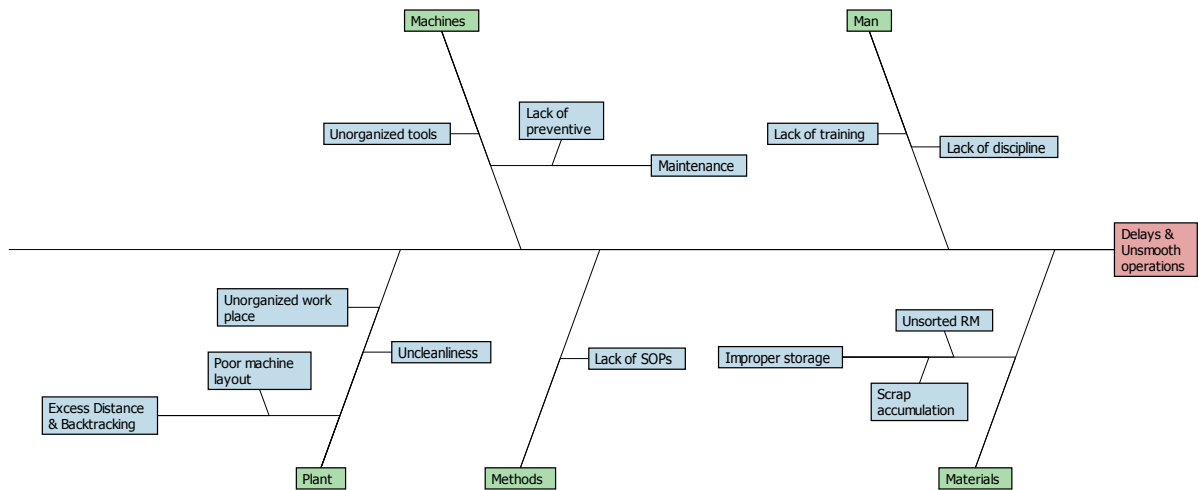 Machines
Man
Lack of
preventive
Unorganized tools
Maintenance
Lack of training
Lack of discipline
Delays &
Unsmooth
operations
Unorganized work
place
Uncleanliness
Poor machine
layout
Excess Distance
& Backtracking
Lack of SOPs
Unsorted RM
Improper storage
Scrap
accumulation
Plant
Methods
Materials